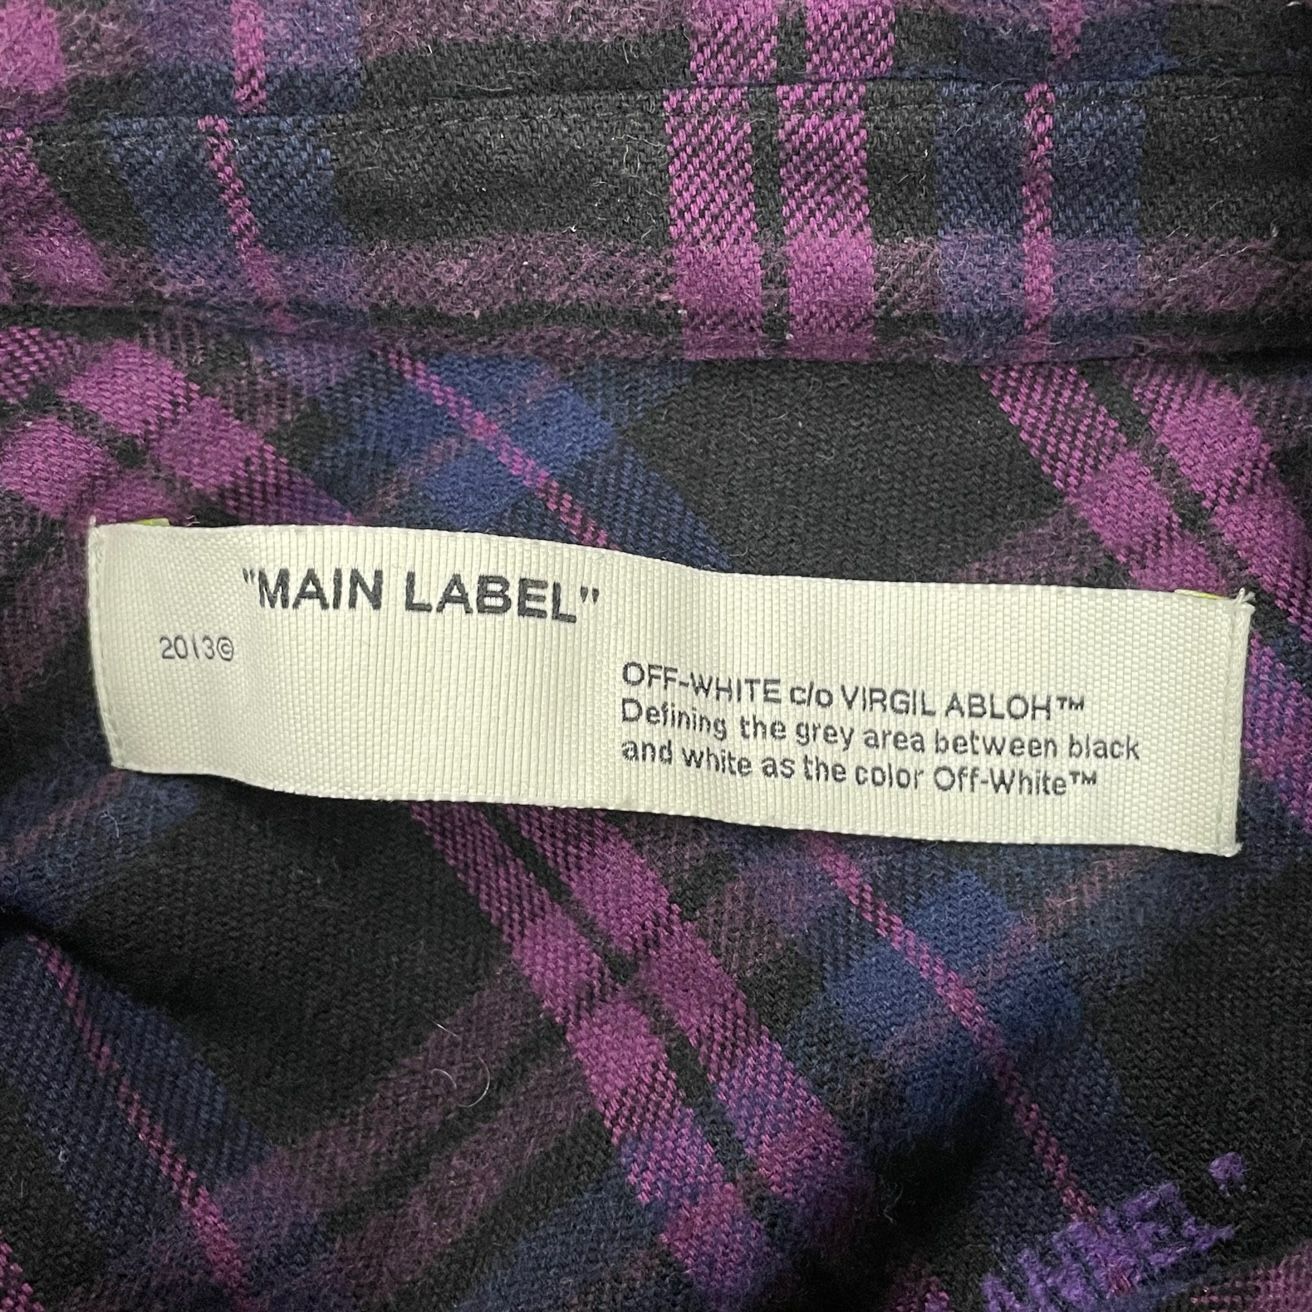 "MAIN LABEL"
2013©
OFF-WHITE c/o VIRGIL ABLOH™
Defining the grey area between black
and white as the color Off-White™